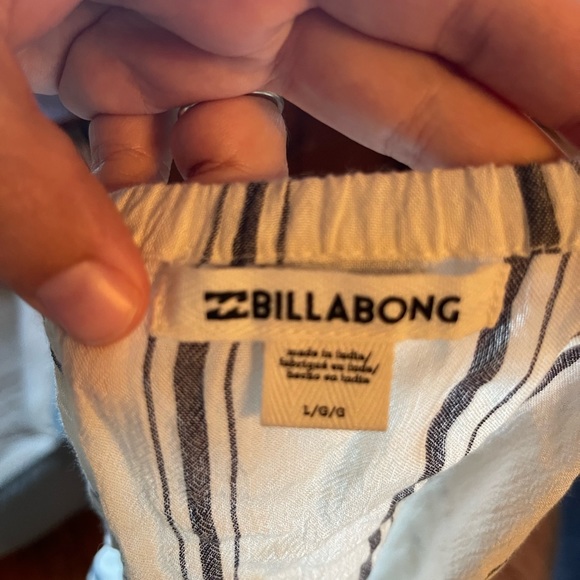 BILLABONG
made in India/
fabriqué en Inde/
hecho en India
L/G/G